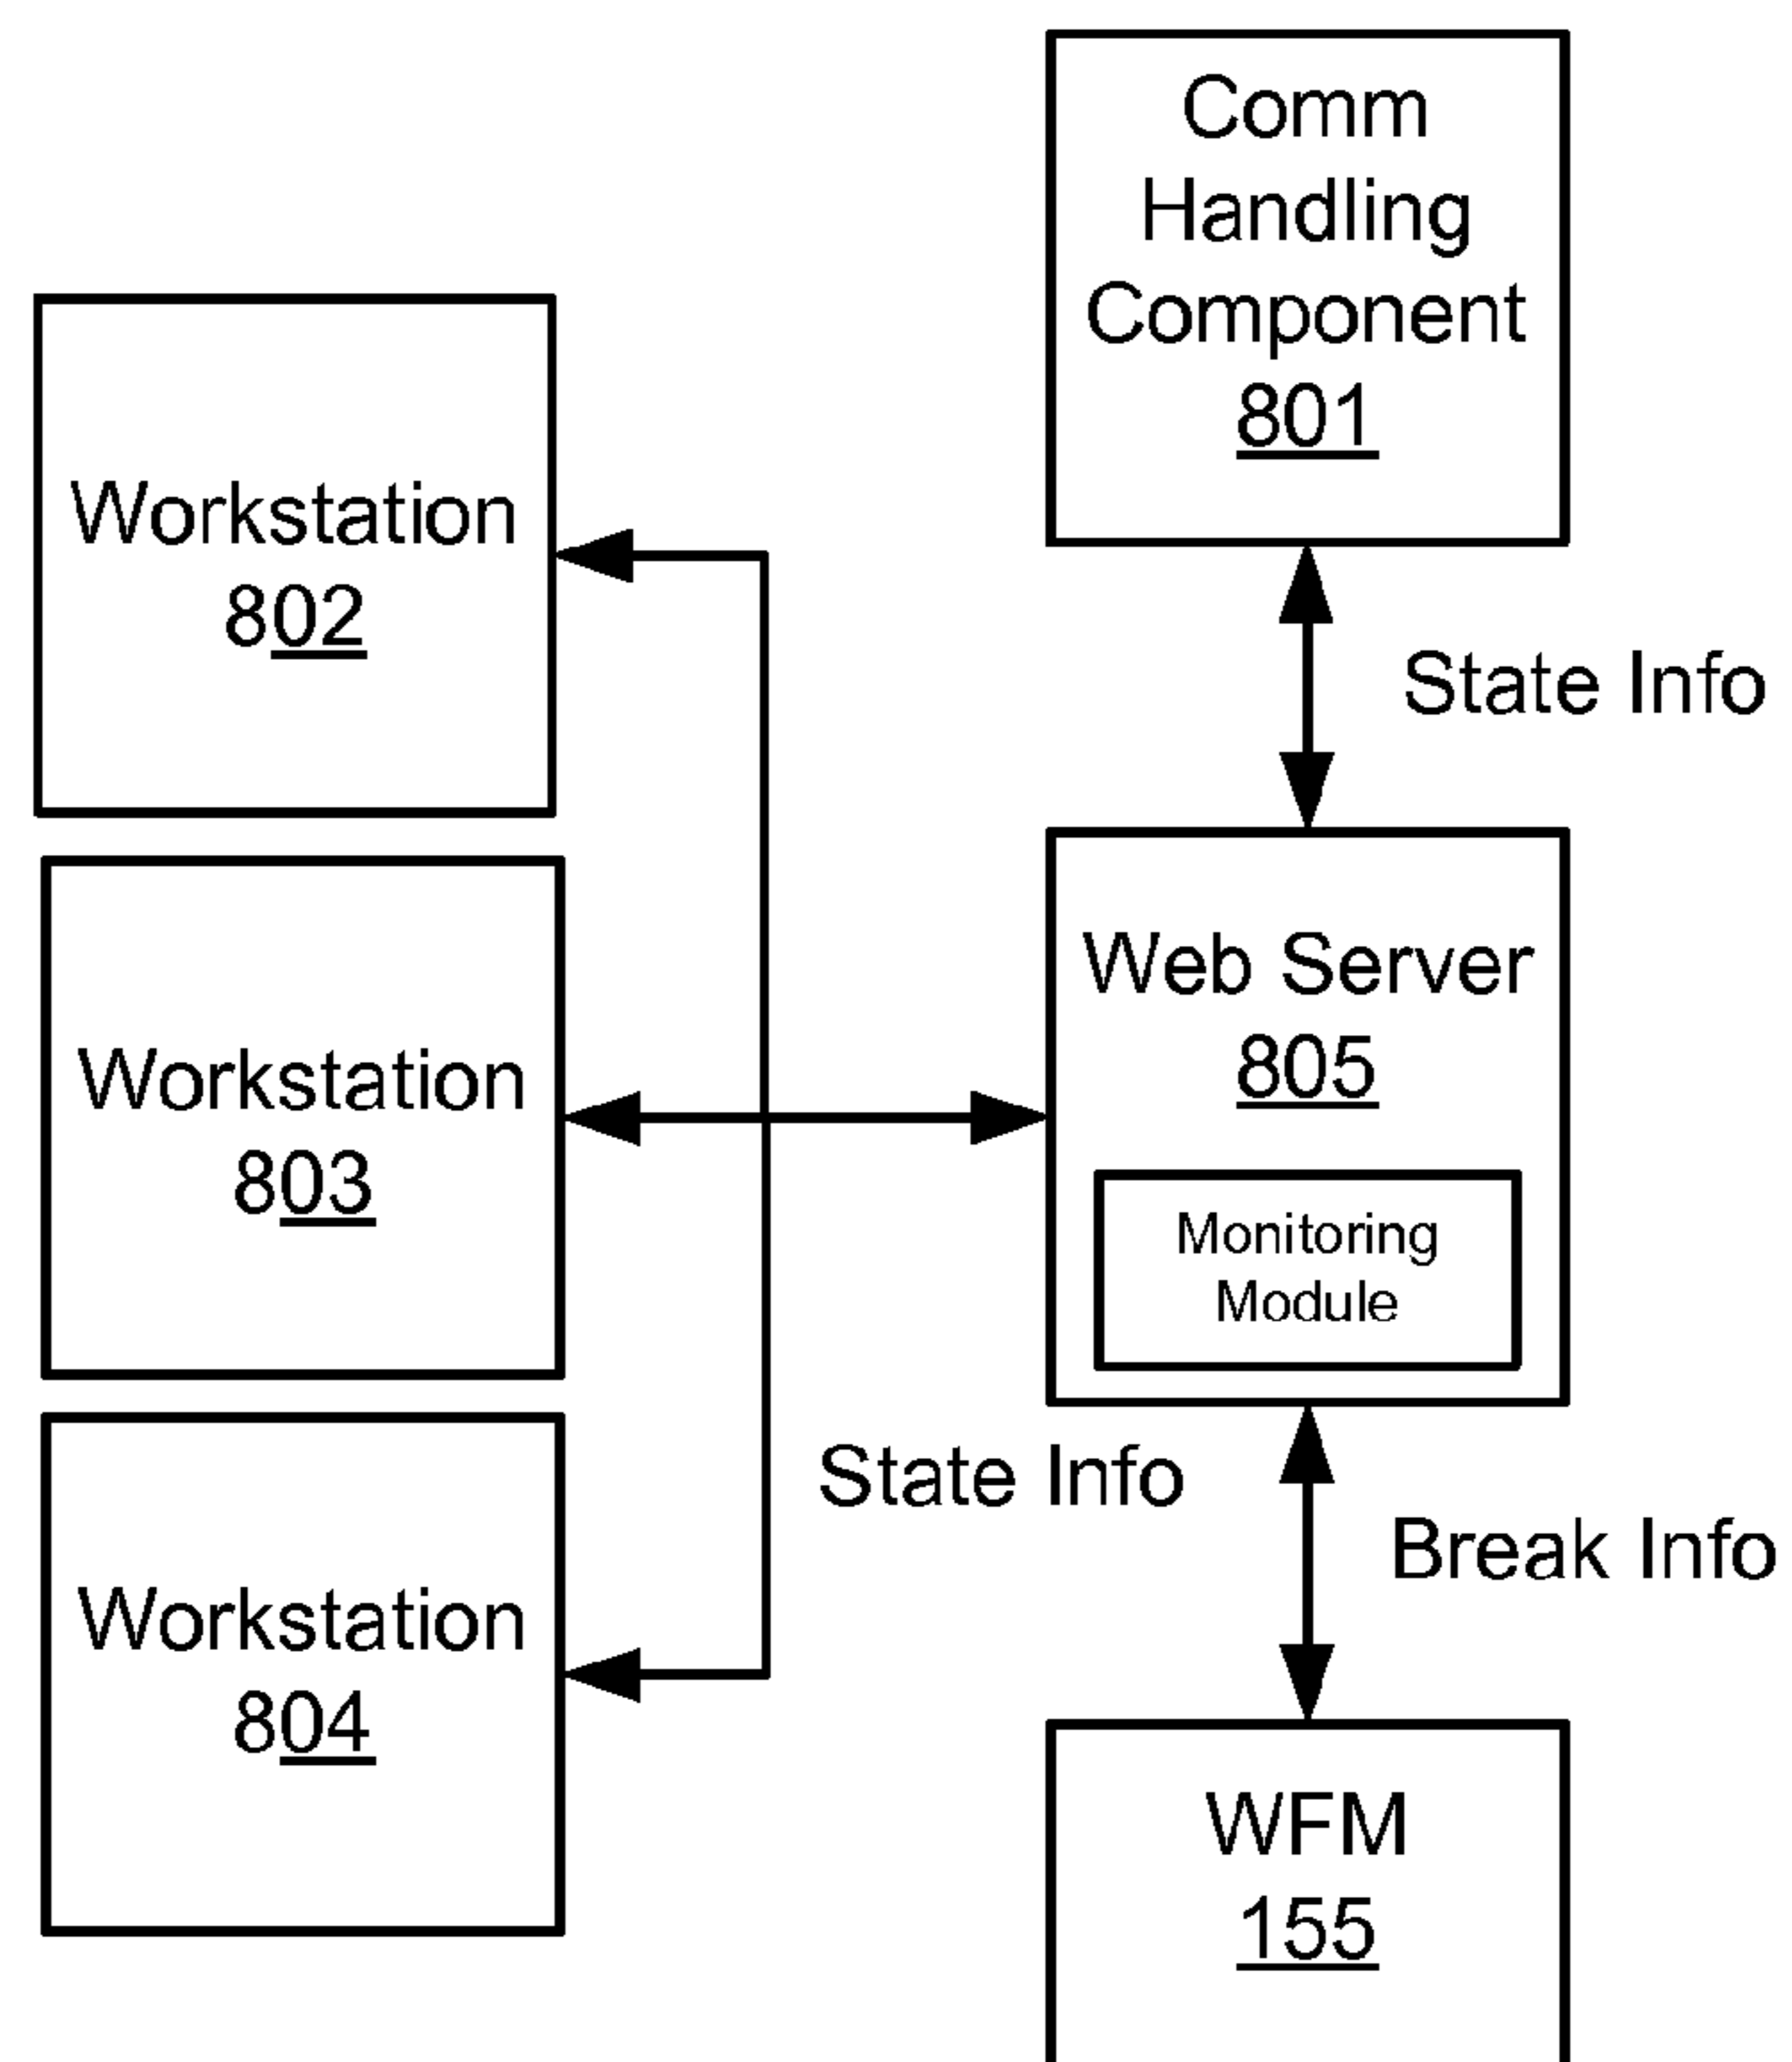 Comm
Handling
Component
801
Workstation
802
State Info
Web Server
805
Workstation
803
Monitoring
Module
State Info
Break Info
Workstation
804
WFM
155